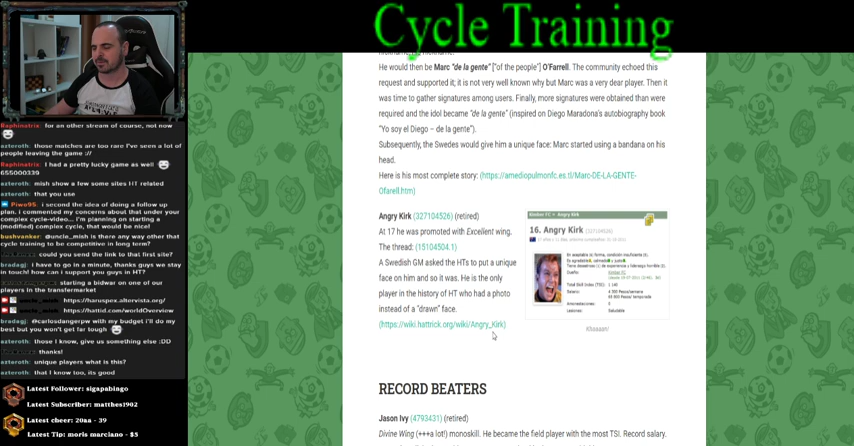 Cycle Training
He would then be Marc "de la gente" ["of the people"] O'Farrell. The community echoed this
request and supported it; it is not very well known why but Marc was a very dear player. Then it
was time to gather signatures among users. Finally, more signatures were obtained than were
required and the idol became "de la gente" (inspired on Diego Maradona's autobiography book
"Yo soy el Diego – de la gente").
Subsequently, the Swedes would give him a unique face: Marc started using a bandana on his
head.
Here is his most complete story: (https://amediopulmonfc.es.tl/Marc-DE-LA-GENTE-
Ofarell.htm)
Angry Kirk (327104526) (retired)
At 17 he was promoted with Excellent wing.
The thread: (15104504.1)
A Swedish GM asked the HTs to put a unique
face on him and so it was. He is the only
player in the history of HT who had a photo
instead of a "drawn" face.
(https://wiki.hattrick.org/wiki/Angry_Kirk)
16. Angry Kirk (327104526)
Khaaaan!
RECORD BEATERS
Jason Ivy (4793431) (retired)
Divine Wing (+++a lot!) monoskill. He became the field player with the most TSI. Record salary.
Raphinatrix: for an other stream of course, not now
azteroth: those matches are too rare I've seen a lot of
people leaving the game ://
Raphinatrix: I had a pretty lucky game as well
655000339
azteroth: mish show a few some sites HT related
azteroth: that you use
Piwo95: i second the idea of doing a follow up
plan. i commented my concerns about that under your
complex cycle-video... I'm planning on starting a
(modified) complex cycle, that would be nice!
bushvanker: @uncle_mish is there any way other that
cycle training to be competitive in long term?
could you send the link to that first site?
bradagj: i have to go in a minute, thanks guys we stay
in touch! how can i support you guys in HT?
starting a bidwar on one of our
players in the transfermarket
uncle_mish: https://haruspex.altervista.org/
https://hattid.com/worldOverview
bradagj: @carlosdanger with my budget i'll do my
best but you won't get far tough
azteroth: those I know, give us something else :DD
thanks!
azteroth: unique players what is this?
azteroth: that I know too, its good
Latest Follower: sigapabingo
Latest Subscriber: matthes1902
Latest cheer: 20aa - 39
Latest Tip: moris marciano - $5